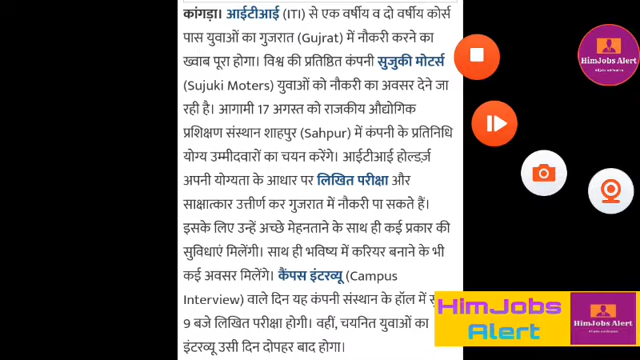 कांगड़ा। आईटीआई (ITI) से एक वर्षीय व दो वर्षीय कोर्स
पास युवाओं का गुजरात (Gujrat) में नौकरी करने का
ख्वाब पूरा होगा। विश्व की प्रतिष्ठित कंपनी सुजुकी मोटर्स
(Sujuki Moters) युवाओं को नौकरी का अवसर देने जा
रही है। आगामी 17 अगस्त को राजकीय औद्योगिक
प्रशिक्षण संस्थान शाहपुर (Sahpur) में कंपनी के प्रतिनिधि
योग्य उम्मीदवारों का चयन करेंगे। आईटीआई होल्डर्ज़
अपनी योग्यता के आधार पर लिखित परीक्षा और
साक्षात्कार उत्तीर्ण कर गुजरात में नौकरी पा सकते हैं।
इसके लिए उन्हें अच्छे मेहनताने के साथ ही कई प्रकार की
सुविधाएं मिलेंगी। साथ ही भविष्य में करियर बनाने के भी
कई अवसर मिलेंगे। कैंपस इंटरव्यू (Campus
Interview) वाले दिन यह कंपनी संस्थान के हॉल में
9 बजे लिखित परीक्षा होगी। वहीं, चयनित युवाओं का
इंटरव्यू उसी दिन दोपहर बाद होगा।
HimJobs Alert
HimJobs
Alert
HimJobs Alert